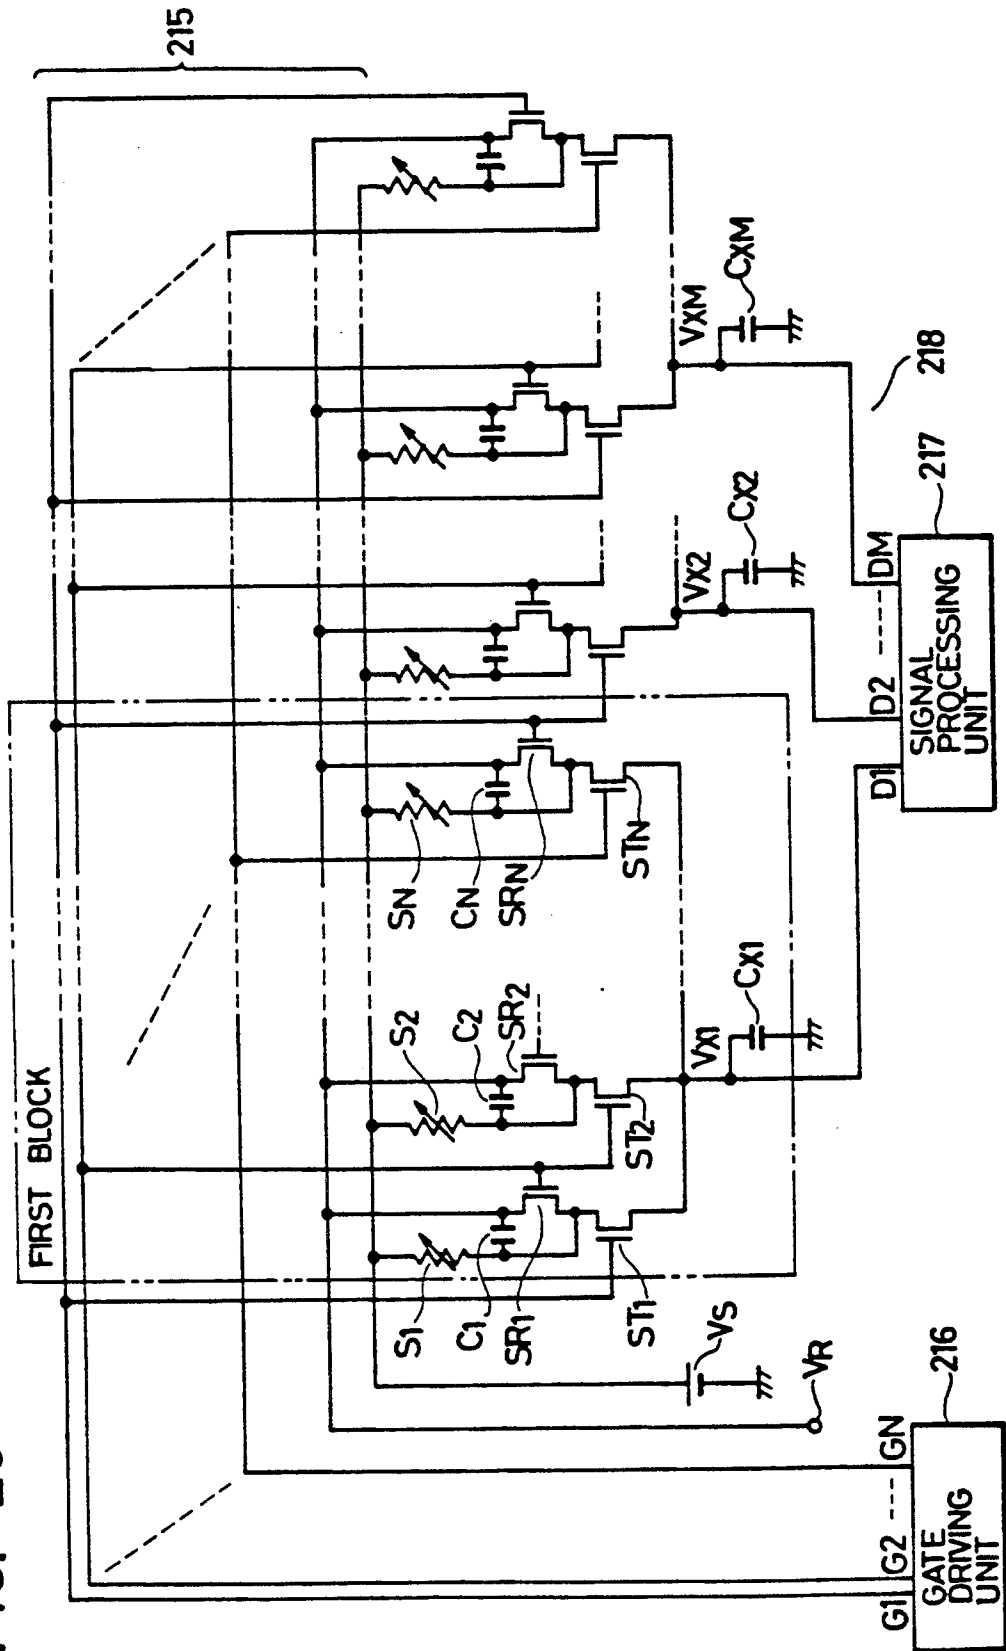 215
FIRST BLOCK
S1
C1
SR1
ST1
S2
C2
SR2
ST2
SN
CN
SRN
STN
VS
VR
VX1
CX1
VX2
CX2
VXM
CXM
218
G1 G2 ---- GN
GATE
DRIVING
UNIT
216
D1 D2 ---- DM
SIGNAL
PROCESSING
UNIT
217